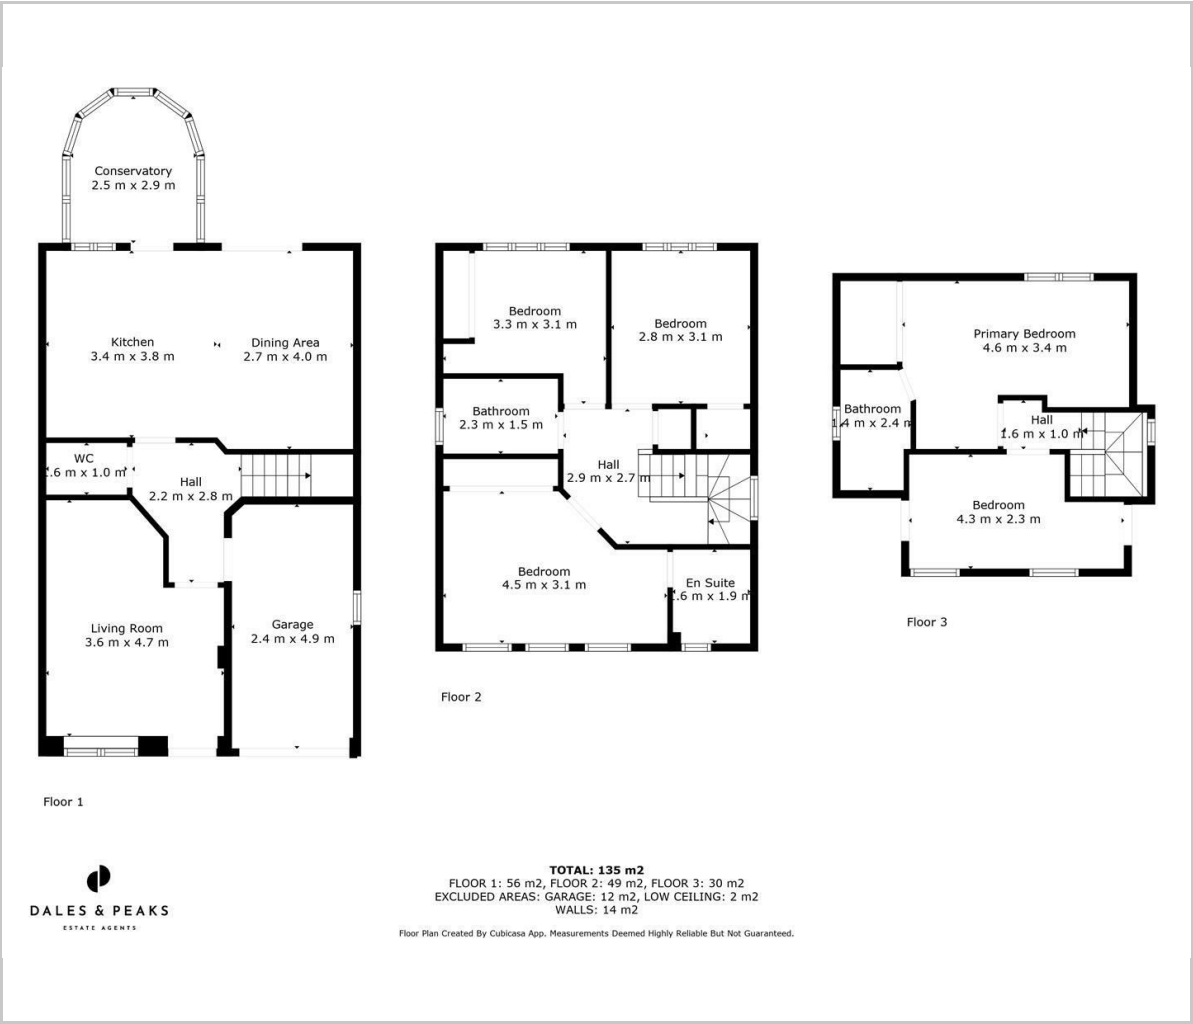 Conservatory
2.5 m x 2.9 m
Kitchen
3.4 m x 3.8 m
Dining Area
2.7 m x 4.0 m
WC
.6 m x 1.0 m
Hall
2.2 m x 2.8 m
Living Room
3.6 m x 4.7 m
Garage
2.4 m x 4.9 m
Floor 1
Bedroom
3.3 m x 3.1 m
Bedroom
2.8 m x 3.1 m
Bathroom
2.3 m x 1.5 m
Hall
2.9 m x 2.7 m
Bedroom
4.5 m x 3.1 m
En Suite
.6 m x 1.9 m
Floor 2
Primary Bedroom
4.6 m x 3.4 m
Bathroom
1.4 m x 2.4 m
Hall
1.6 m x 1.0 m
Bedroom
4.3 m x 2.3 m
Floor 3
DALES & PEAKS
ESTATE AGENTS
TOTAL: 135 m2
FLOOR 1: 56 m2, FLOOR 2: 49 m2, FLOOR 3: 30 m2
EXCLUDED AREAS: GARAGE: 12 m2, LOW CEILING: 2 m2
WALLS: 14 m2
Floor Plan Created By Cubicasa App. Measurements Deemed Highly Reliable But Not Guaranteed.